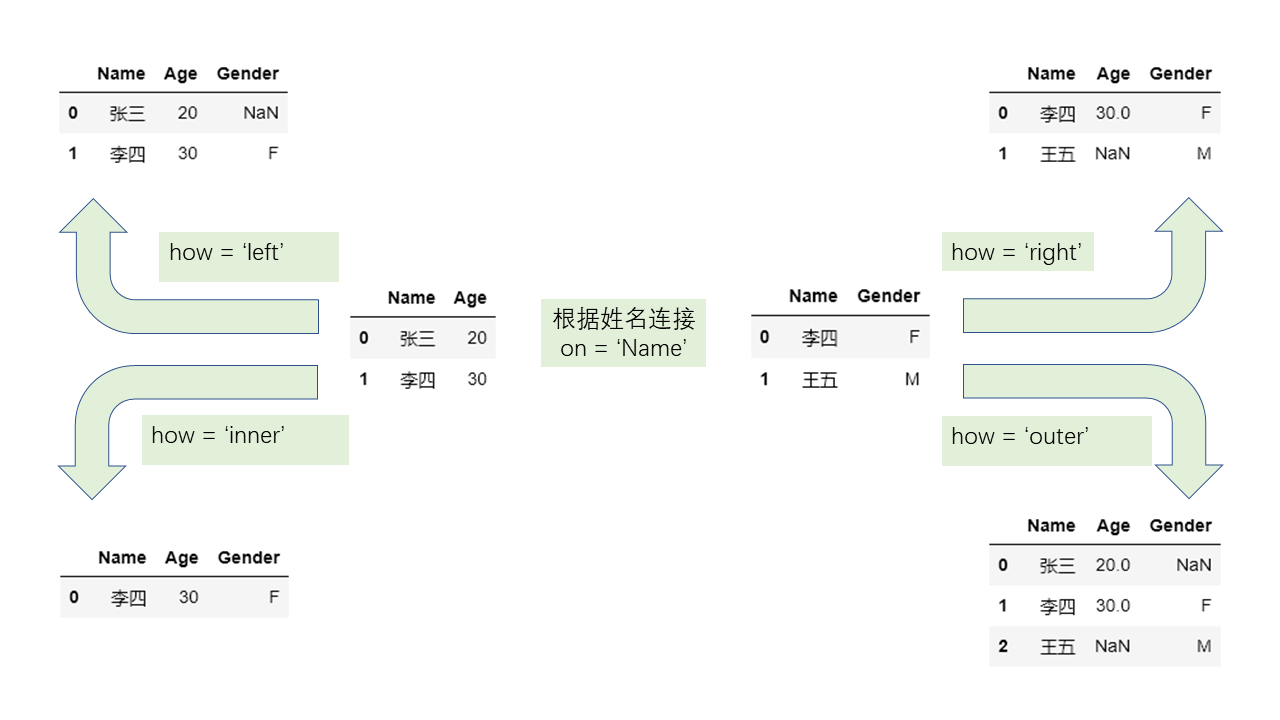 Name Age Gender
0 张三 20 NaN
1 李四 30 F
Name Age Gender
0 李四 30.0 F
1 王五 NaN M
how = ‘left’
how = ‘right’
Name Age
0 张三 20
1 李四 30
根据姓名连接
on = ‘Name’
Name Gender
0 李四 F
1 王五 M
how = ‘inner’
how = ‘outer’
Name Age Gender
0 李四 30 F
Name Age Gender
0 张三 20.0 NaN
1 李四 30.0 F
2 王五 NaN M